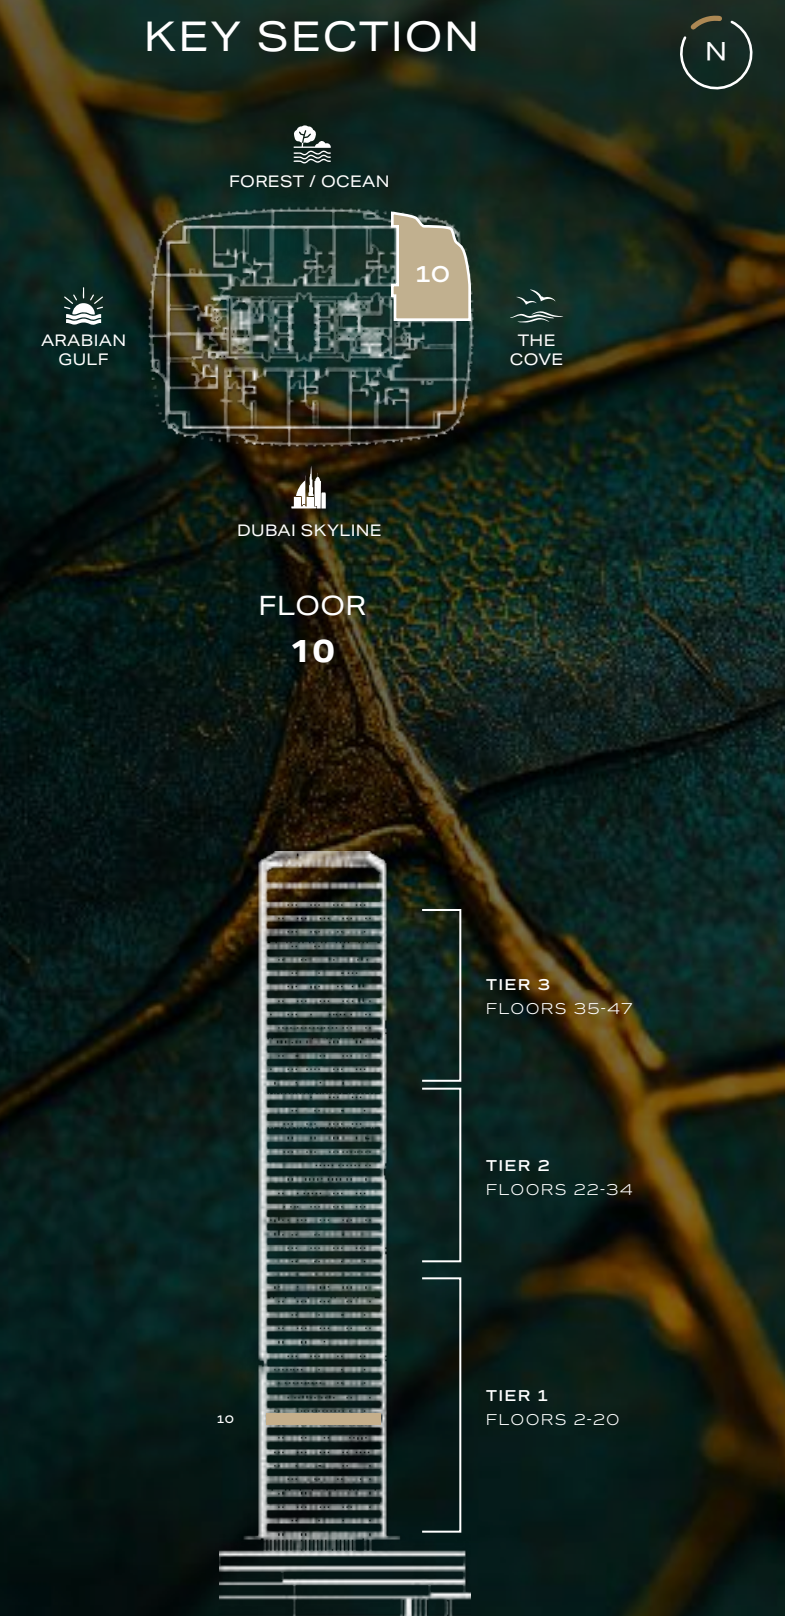 KEY SECTION
N
FOREST / OCEAN
10
ARABIAN
GULF
THE
COVE
DUBAI SKYLINE
FLOOR
10
TIER 3
FLOORS 35-47
TIER 2
FLOORS 22-34
TIER 1
FLOORS 2-20
10